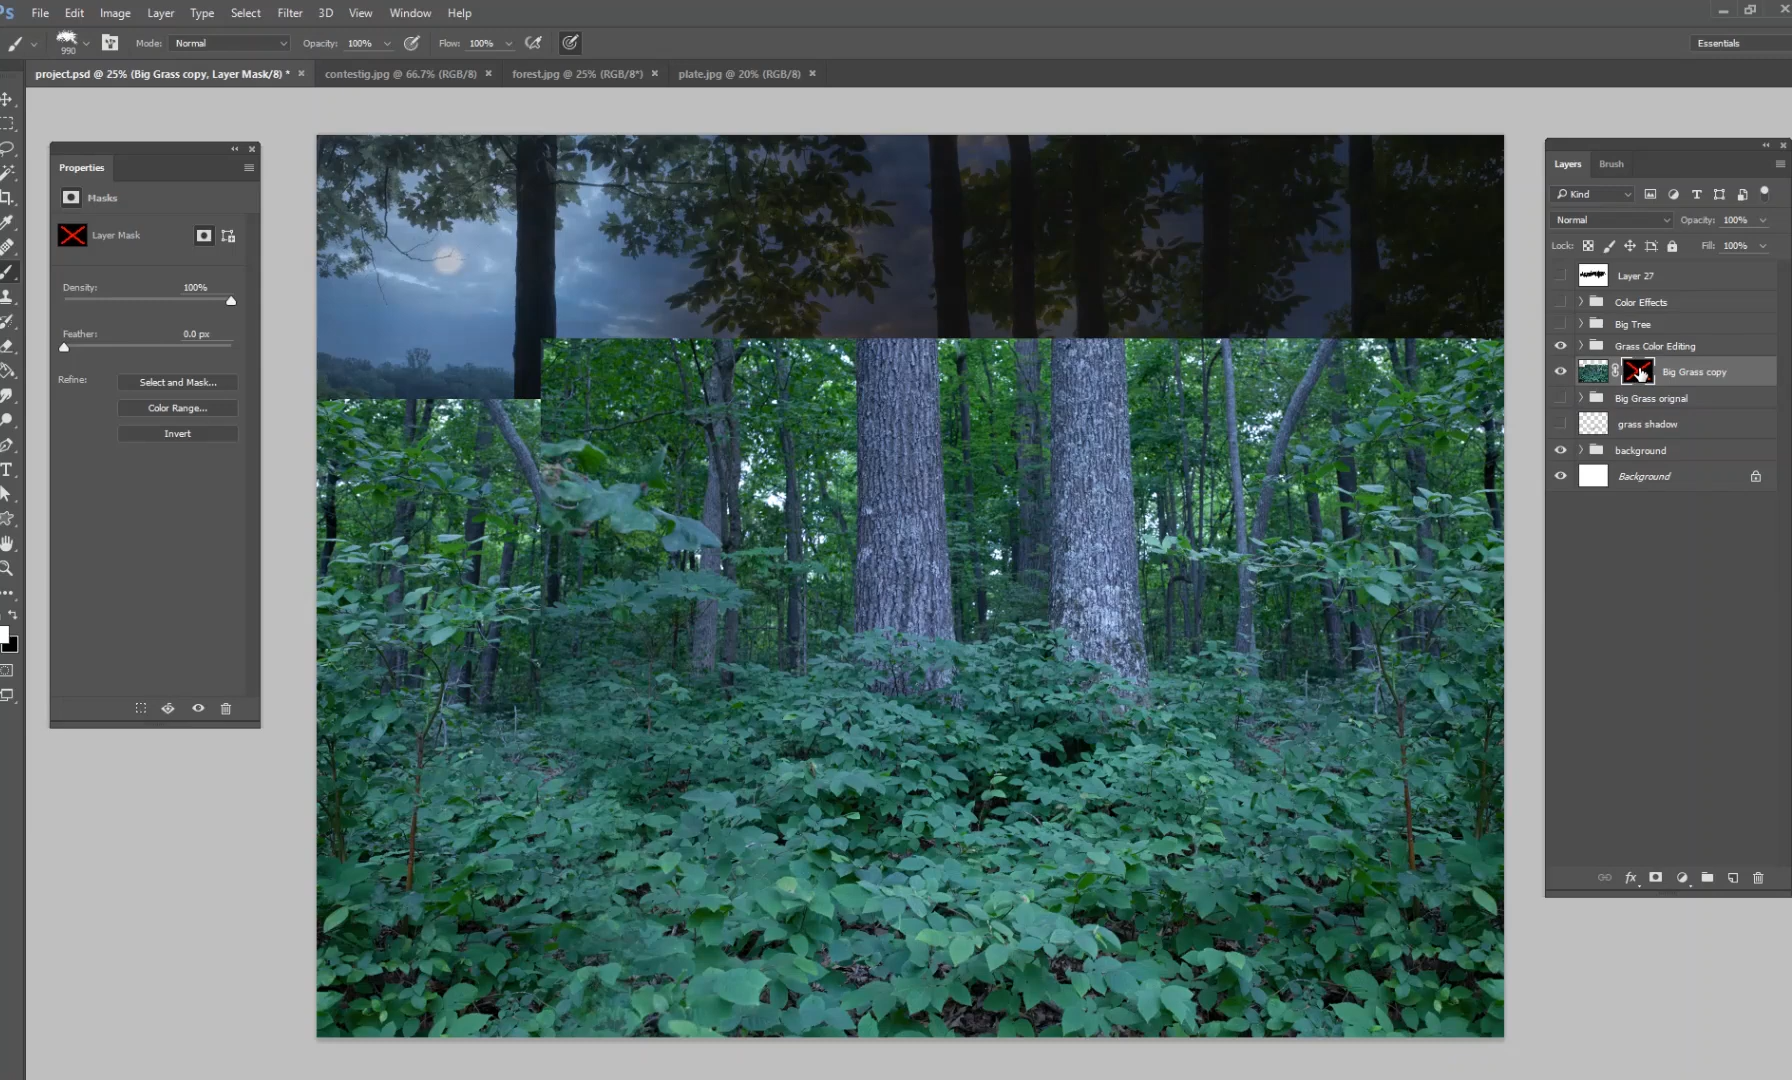 PS File Edit Image Layer Type Select Filter 3D View Window Help
990 Mode: Normal Opacity: 100% Flow: 100% Essentials
project.psd @ 25% (Big Grass copy, Layer Mask/8) * contestig.jpg @ 66.7% (RGB/8) forest.jpg @ 25% (RGB/8*) plate.jpg @ 20% (RGB/8)
Properties
Masks
Layer Mask
Density: 100%
Feather: 0.0 px
Refine: Select and Mask...
Color Range...
Invert
Layers Brush
Kind
Normal Opacity: 100%
Lock: Fill: 100%
Layer 27
Color Effects
Big Tree
Grass Color Editing
Big Grass copy
Big Grass orignal
grass shadow
background
Background
fx